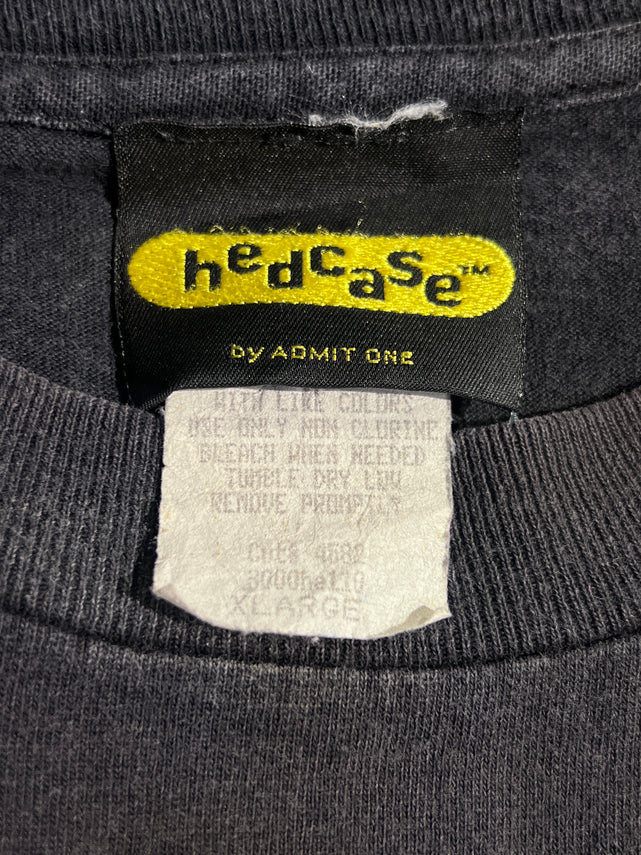 hedcase™
by ADMIT ONE
WITH LIKE COLORS
USE ONLY NON CLORINE
BLEACH WHEN NEEDED
TUMBLE DRY LOW
REMOVE PROMPTLY
XLARGE